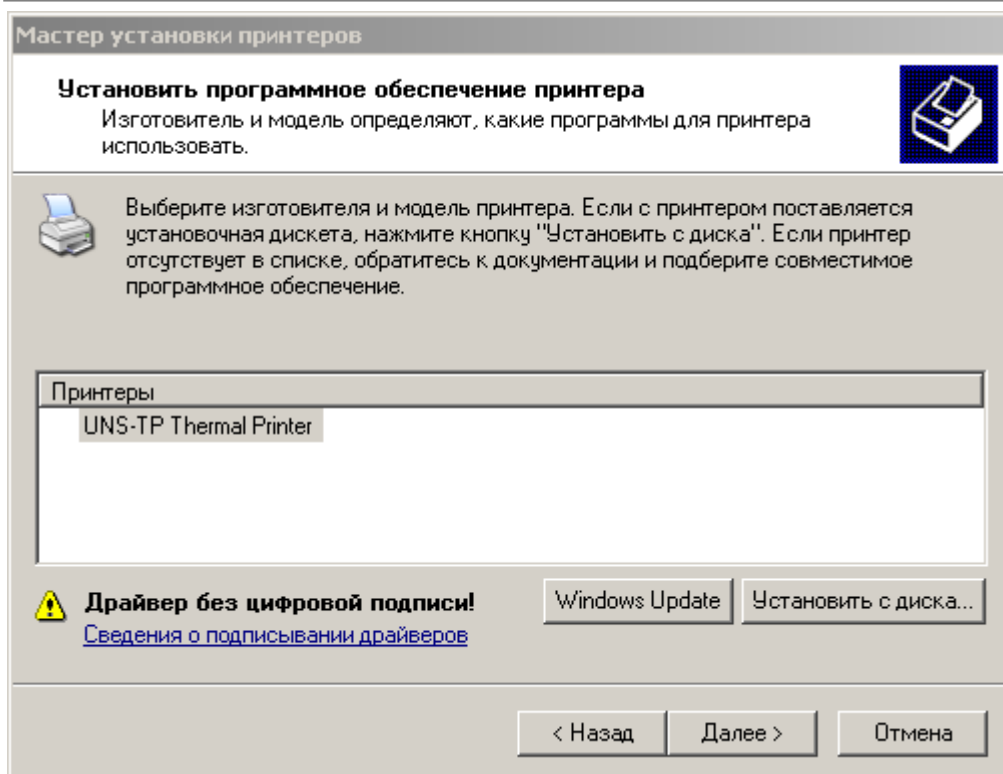 Мастер установки принтеров
Установить программное обеспечение принтера
Изготовитель и модель определяют, какие программы для принтера
использовать.
Выберите изготовителя и модель принтера. Если с принтером поставляется
установочная дискета, нажмите кнопку "Установить с диска". Если принтер
отсутствует в списке, обратитесь к документации и подберите совместимое
программное обеспечение.
Принтеры
UNS-TP Thermal Printer
Драйвер без цифровой подписи!
Сведения о подписывании драйверов
Windows Update
Установить с диска...
< Назад
Далее >
Отмена